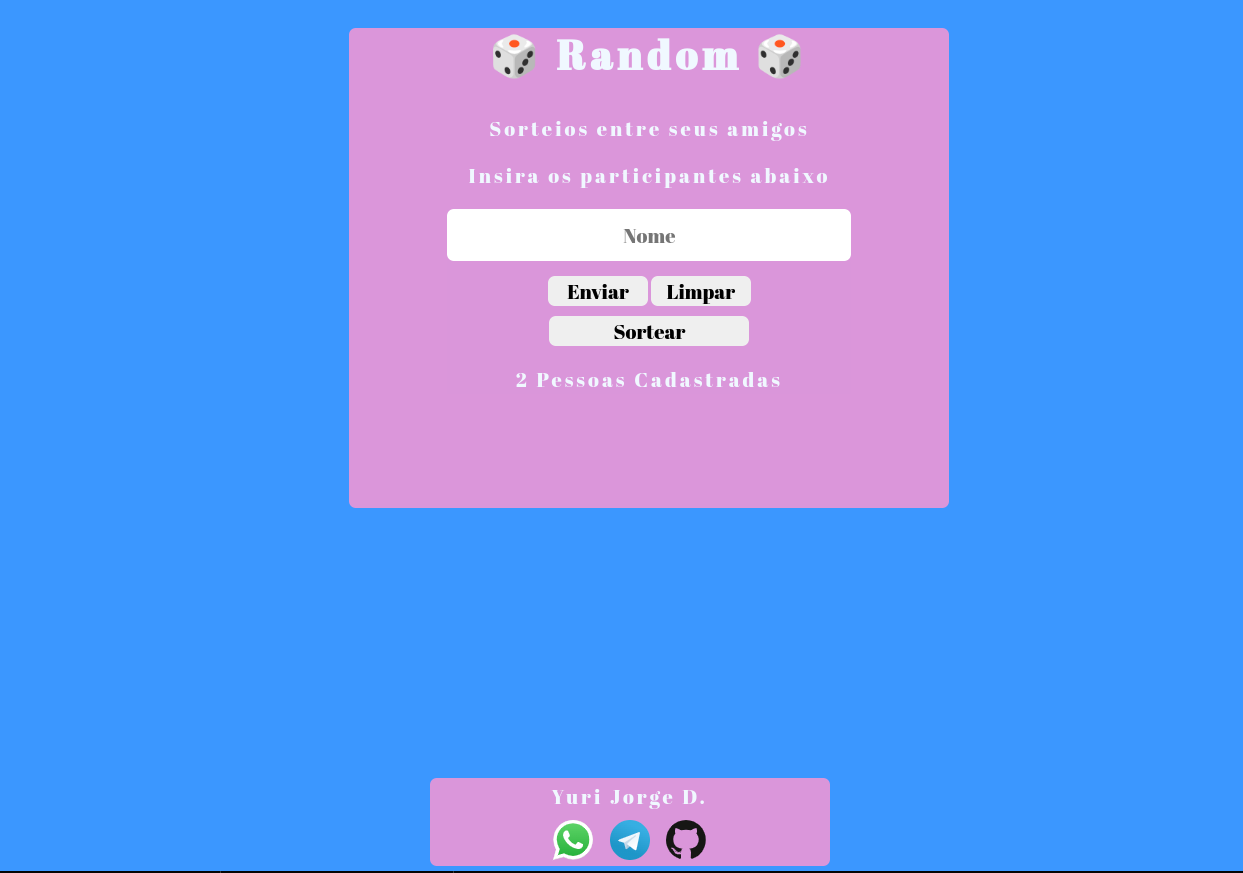 Random
Sorteios entre seus amigos
Insira os participantes abaixo
Nome
Enviar Limpar
Sortear
2 Pessoas Cadastradas
Yuri Jorge D.